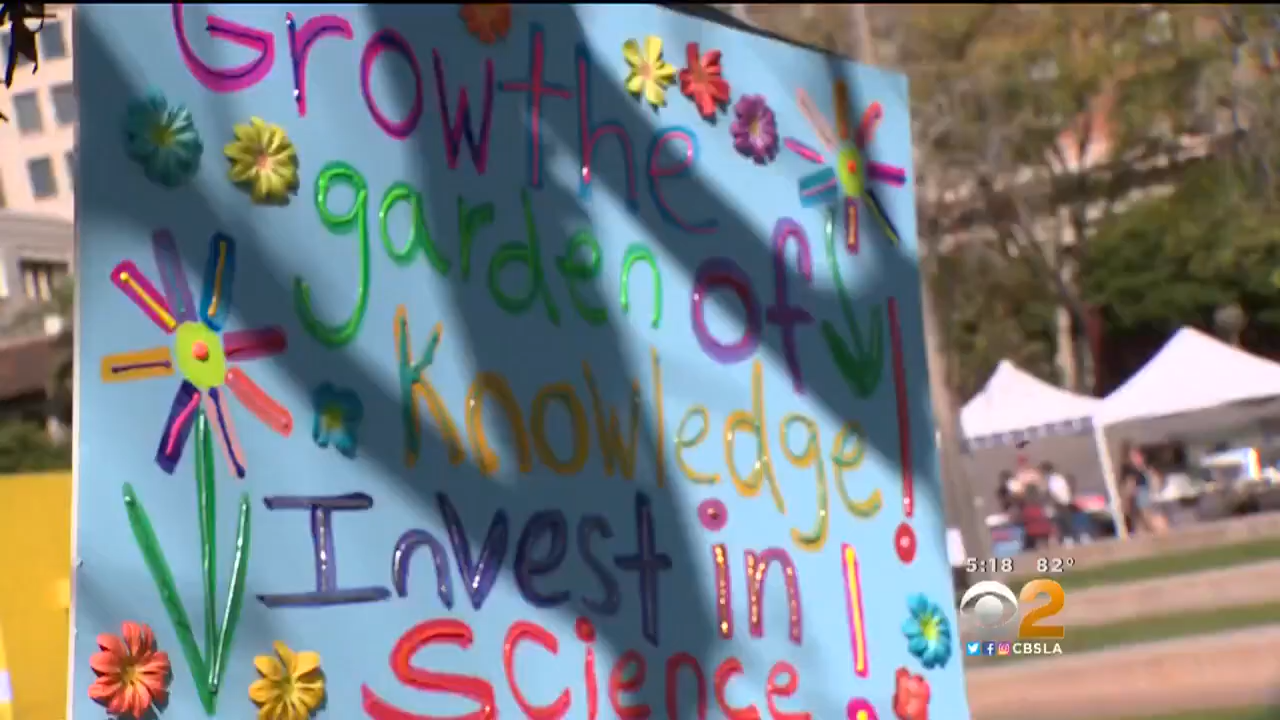 Grow the
garden of
Knowledge!
Invest in
Science!
5:18 82°
2
CBSLA